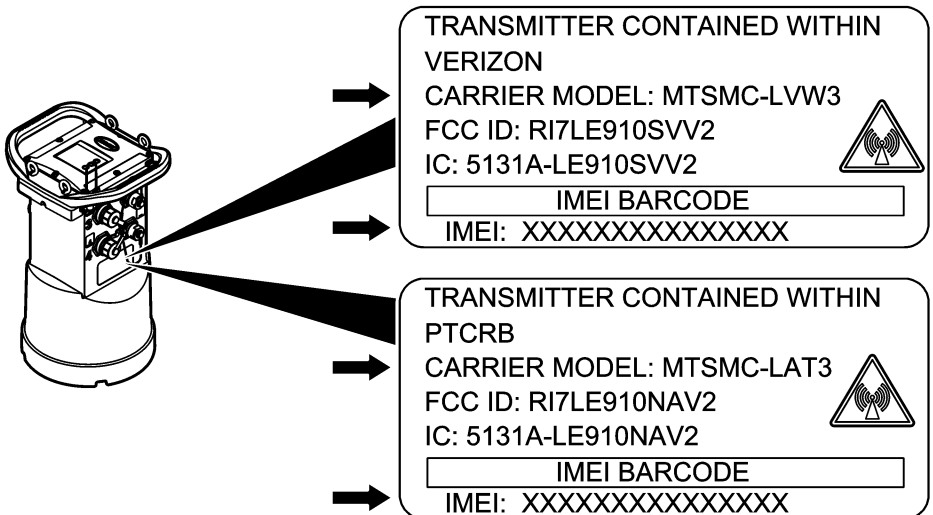 TRANSMITTER CONTAINED WITHIN
VERIZON
CARRIER MODEL: MTSMC-LVW3
FCC ID: RI7LE910SVV2
IC: 5131A-LE910SVV2
IMEI BARCODE
IMEI: XXXXXXXXXXXXXXX
TRANSMITTER CONTAINED WITHIN
PTCRB
CARRIER MODEL: MTSMC-LAT3
FCC ID: RI7LE910NAV2
IC: 5131A-LE910NAV2
IMEI BARCODE
IMEI: XXXXXXXXXXXXXXX